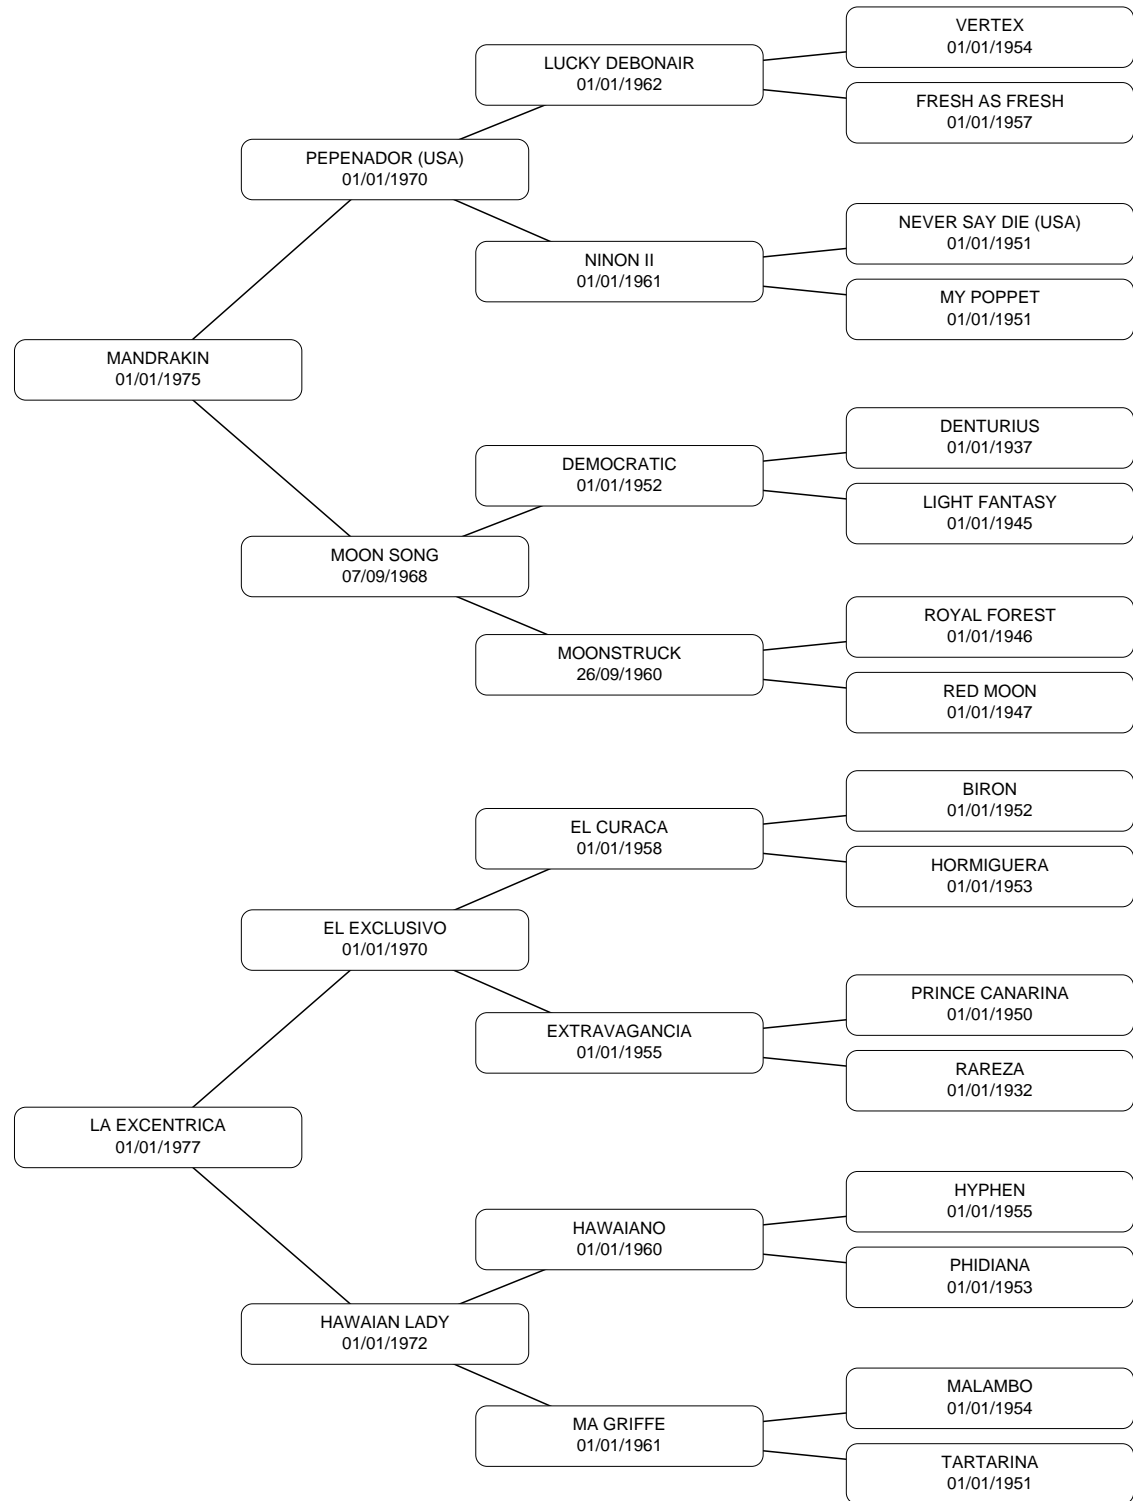 VERTEX
01/01/1954
LUCKY DEBONAIR
01/01/1962
FRESH AS FRESH
01/01/1957
PEPENADOR (USA)
01/01/1970
NEVER SAY DIE (USA)
01/01/1951
NINON II
01/01/1961
MY POPPET
01/01/1951
MANDRAKIN
01/01/1975
DENTURIUS
01/01/1937
DEMOCRATIC
01/01/1952
LIGHT FANTASY
01/01/1945
MOON SONG
07/09/1968
ROYAL FOREST
01/01/1946
MOONSTRUCK
26/09/1960
RED MOON
01/01/1947
BIRON
01/01/1952
EL CURACA
01/01/1958
HORMIGUERA
01/01/1953
EL EXCLUSIVO
01/01/1970
PRINCE CANARINA
01/01/1950
EXTRAVAGANCIA
01/01/1955
RAREZA
01/01/1932
LA EXCENTRICA
01/01/1977
HYPHEN
01/01/1955
HAWAIANO
01/01/1960
PHIDIANA
01/01/1953
HAWAIAN LADY
01/01/1972
MALAMBO
01/01/1954
MA GRIFFE
01/01/1961
TARTARINA
01/01/1951